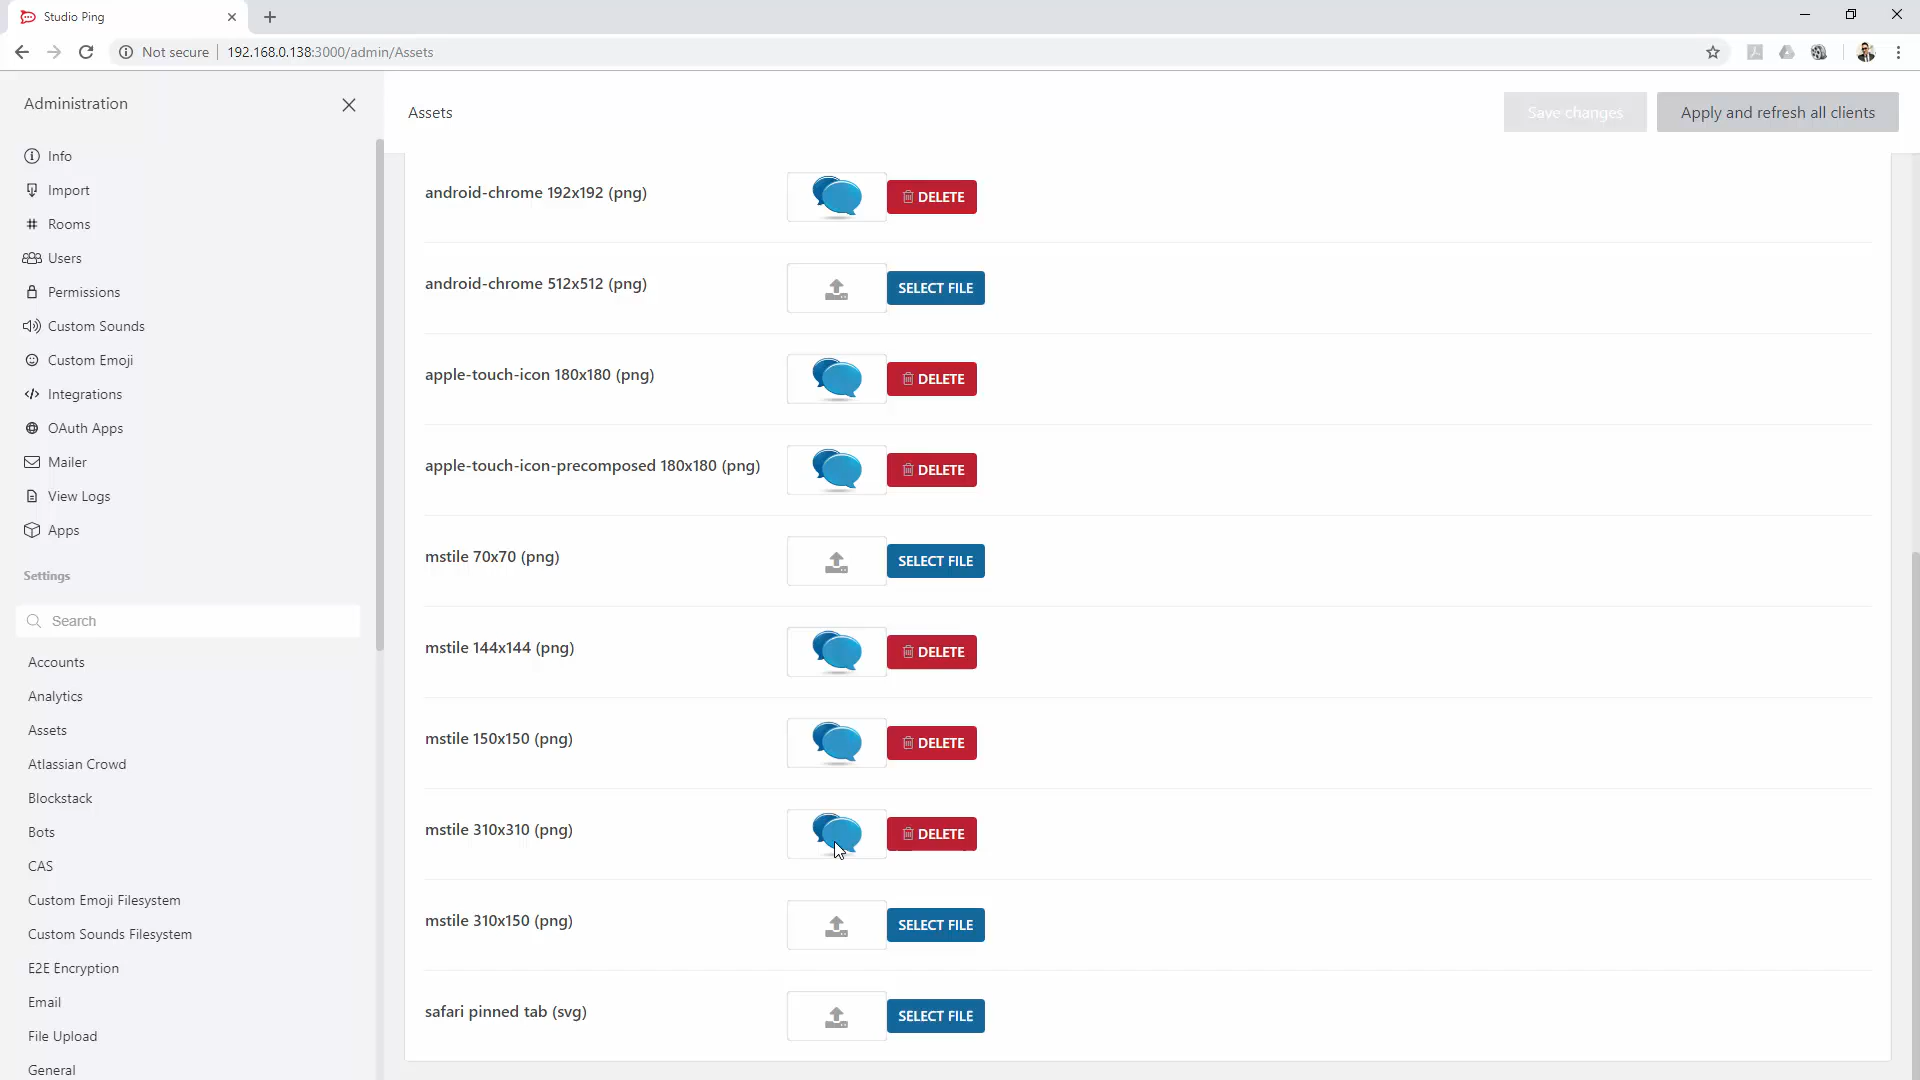 Studio Ping
Not secure
192.168.0.138:3000/admin/Assets
Administration
Info
Import
Rooms
Users
Permissions
Custom Sounds
Custom Emoji
Integrations
OAuth Apps
Mailer
View Logs
Apps
Settings
Search
Accounts
Analytics
Assets
Atlassian Crowd
Blockstack
Bots
CAS
Custom Emoji Filesystem
Custom Sounds Filesystem
E2E Encryption
Email
File Upload
General
Assets
Save changes
Apply and refresh all clients
android-chrome 192x192 (png)
DELETE
android-chrome 512x512 (png)
SELECT FILE
apple-touch-icon 180x180 (png)
DELETE
apple-touch-icon-precomposed 180x180 (png)
DELETE
mstile 70x70 (png)
SELECT FILE
mstile 144x144 (png)
DELETE
mstile 150x150 (png)
DELETE
mstile 310x310 (png)
DELETE
mstile 310x150 (png)
SELECT FILE
safari pinned tab (svg)
SELECT FILE